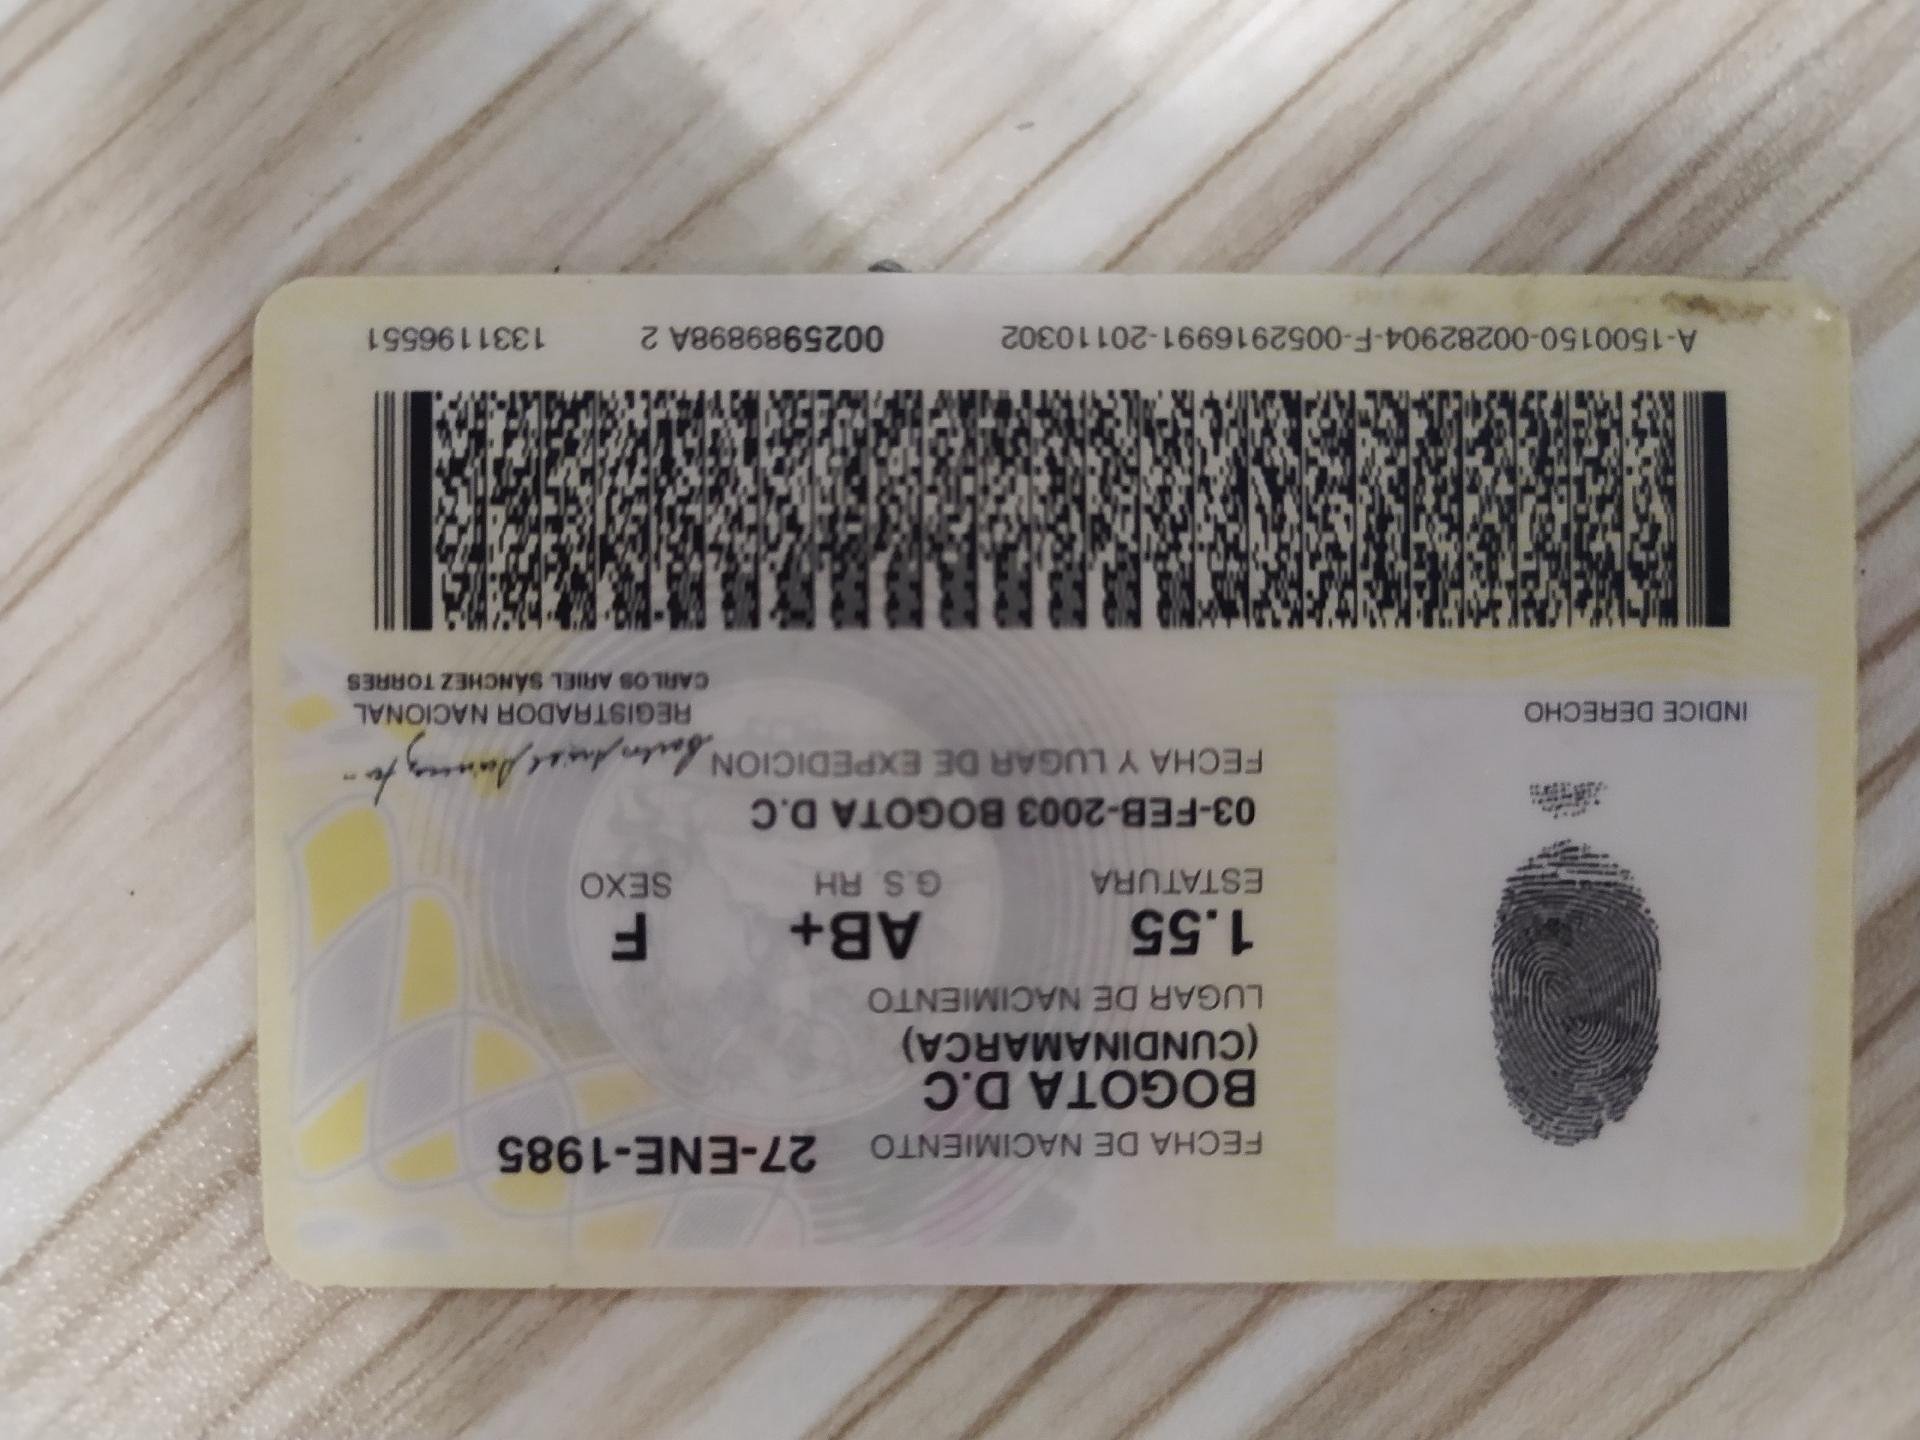 FECHA DE NACIMIENTO 27-ENE-1985
BOGOTA D.C
(CUNDINAMARCA)
LUGAR DE NACIMIENTO
1.55 AB+ F
ESTATURA G.S. RH SEXO
03-FEB-2003 BOGOTA D.C
FECHA Y LUGAR DE EXPEDICION
INDICE DERECHO
REGISTRADOR NACIONAL
CARLOS ARIEL SÁNCHEZ TORRES
A-1500150-00282904-F-0052916991-20110302 0025989898A 2 1331196551